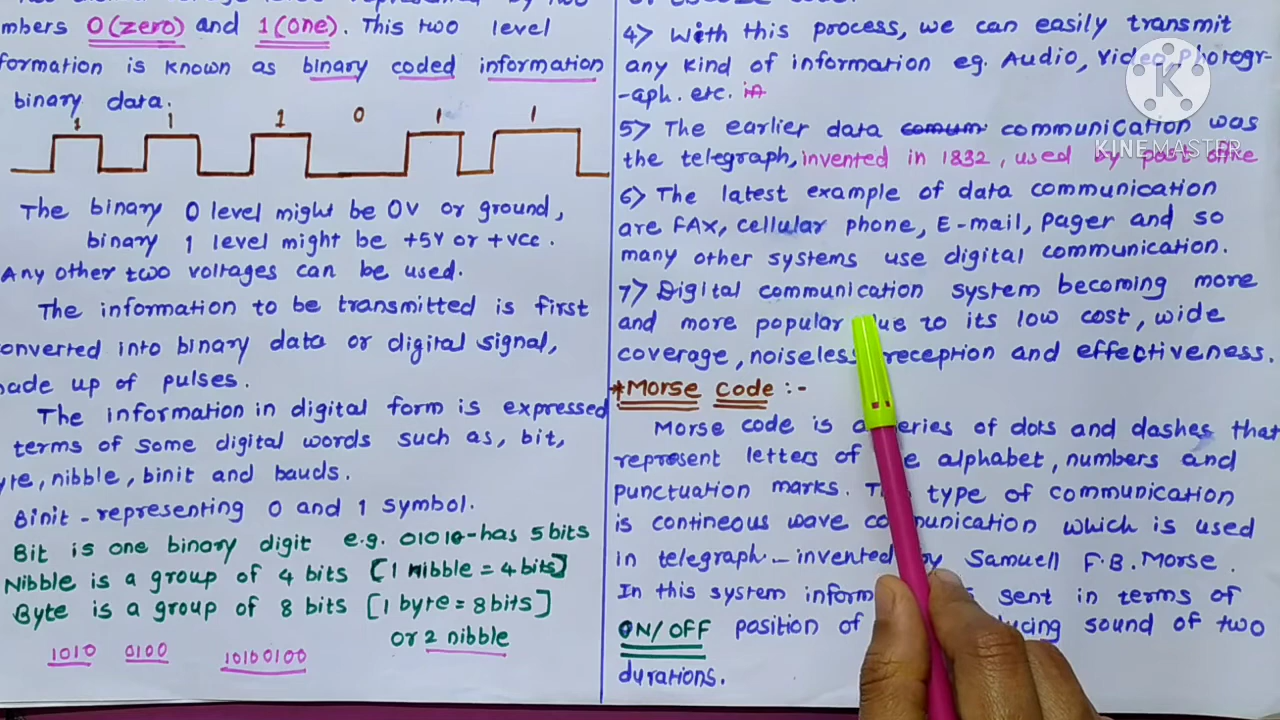 mbers 0(zero) and 1(one). This two level
formation is known as binary coded information
binary data.
1 1 1 0 1 1
The binary 0 level might be 0V or ground,
binary 1 level might be +5V or +Vcc.
Any other two voltages can be used.
The information to be transmitted is first
onverted into binary data or digital signal,
made up of pulses.
The information in digital form is expressed
terms of some digital words such as, bit,
yte, nibble, binit and bauds.
Binit - representing 0 and 1 symbol.
Bit is one binary digit e.g. 01010 - has 5 bits
Nibble is a group of 4 bits [1 nibble = 4 bits]
Byte is a group of 8 bits [1 byte = 8 bits]
or 2 nibble
1010 0100 10100100
4) With this process, we can easily transmit
any kind of information eg. Audio, Video, Photogr-
-aph. etc. in
5) The earlier data comum communication was
the telegraph, invented in 1832, used by post office
6) The latest example of data communication
are FAX, cellular phone, E-mail, pager and so
many other systems use digital communication.
7) Digital communication system becoming more
and more popular due to its low cost, wide
coverage, noiseless reception and effectiveness.
*Morse code :-
Morse code is a series of dots and dashes that
represent letters of alphabet, numbers and
punctuation marks. type of communication
is contineous wave communication which is used
in telegraph - invented by Samuell F.B. Morse.
In this system sent in terms of
ON/OFF position of sound of two
durations.
K
KINEMASTER